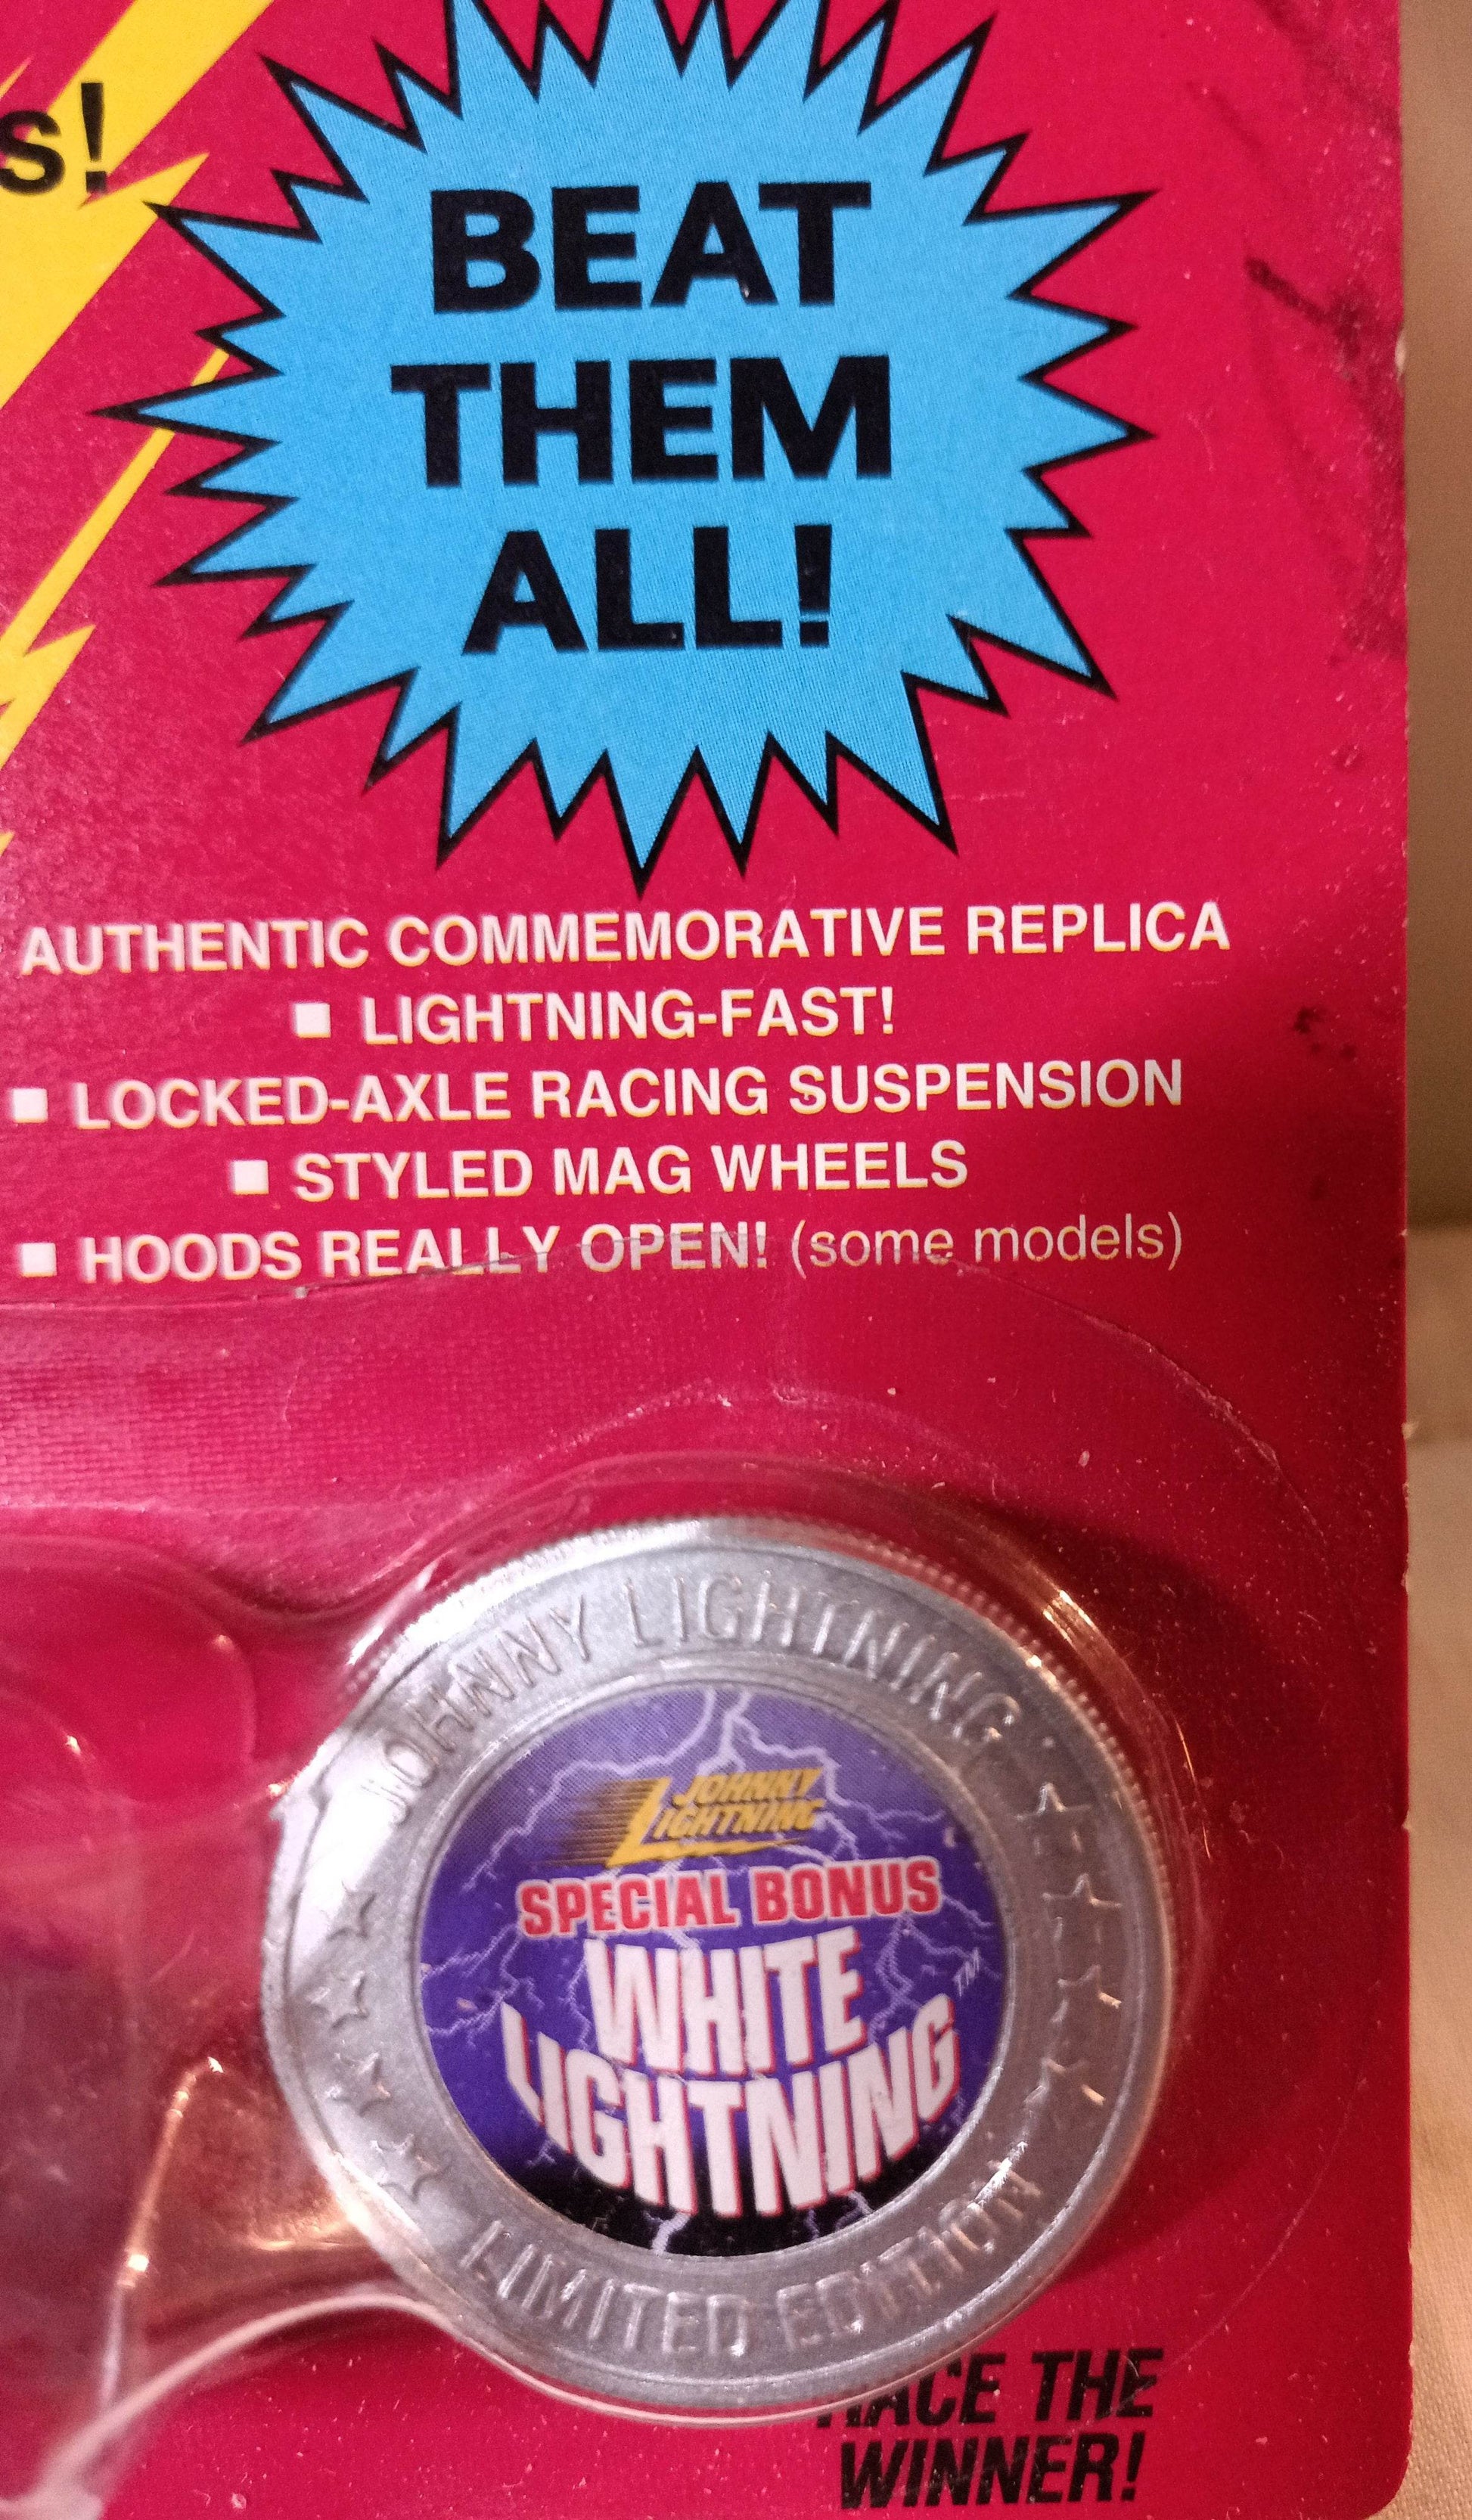 s!
BEAT
THEM
ALL!
AUTHENTIC COMMEMORATIVE REPLICA
■ LIGHTNING-FAST!
■ LOCKED-AXLE RACING SUSPENSION
■ STYLED MAG WHEELS
■ HOODS REALLY OPEN! (some models)
JOHNNY LIGHTNING
JOHNNY
LIGHTNING
SPECIAL BONUS
WHITE
LIGHTNING™
LIMITED EDITION
RACE THE
WINNER!